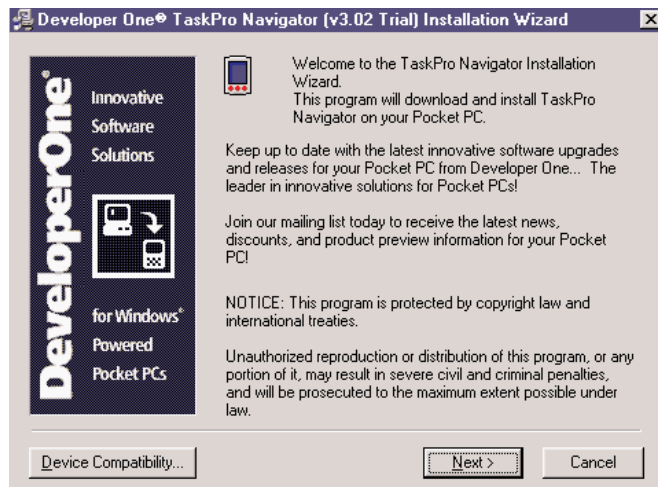 Developer One® TaskPro Navigator (v3.02 Trial) Installation Wizard
DeveloperOne®
Innovative
Software
Solutions
for Windows®
Powered
Pocket PCs
Welcome to the TaskPro Navigator Installation
Wizard.
This program will download and install TaskPro
Navigator on your Pocket PC.
Keep up to date with the latest innovative software upgrades
and releases for your Pocket PC from Developer One... The
leader in innovative solutions for Pocket PCs!
Join our mailing list today to receive the latest news,
discounts, and product preview information for your Pocket
PC!
NOTICE: This program is protected by copyright law and
international treaties.
Unauthorized reproduction or distribution of this program, or any
portion of it, may result in severe civil and criminal penalties,
and will be prosecuted to the maximum extent possible under
law.
Device Compatibility...
Next >
Cancel